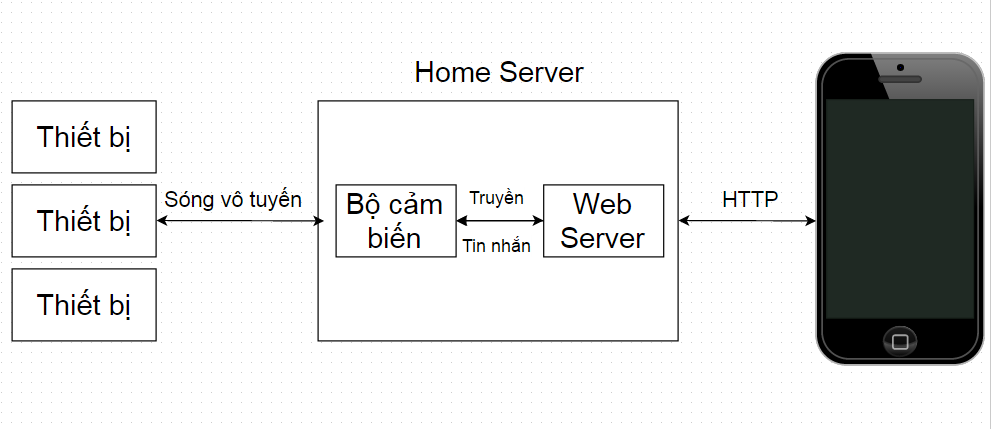 Home Server
Thiết bị
Thiết bị
Thiết bị
Sóng vô tuyến
Bộ cảm
biến
Truyền
Tin nhắn
Web
Server
HTTP